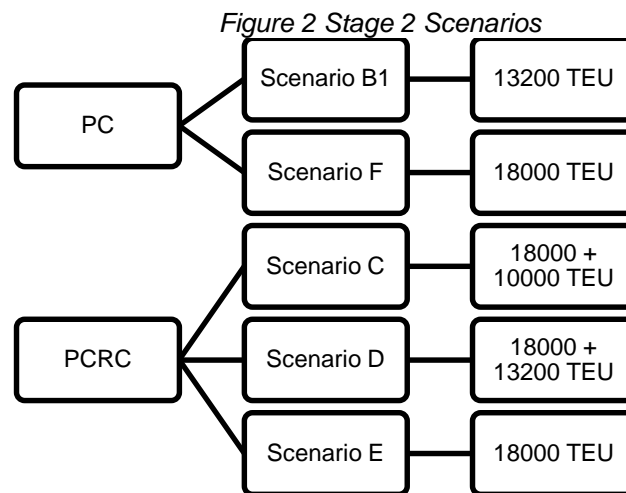 Figure 2 Stage 2 Scenarios
PC
Scenario B1
13200 TEU
Scenario F
18000 TEU
PCRC
Scenario C
18000 +
10000 TEU
Scenario D
18000 +
13200 TEU
Scenario E
18000 TEU